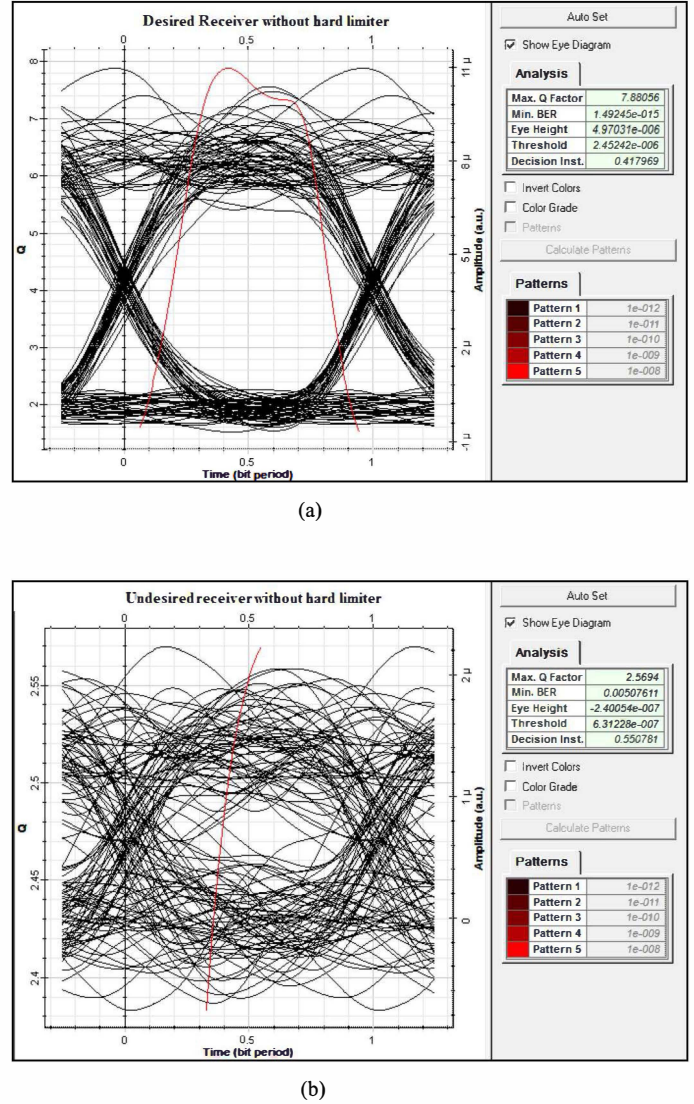 Desired Receiver without hard limiter
0 0.5 1
8
7
6
5
4
3
2
Q
11 µ
8 µ
5 µ
2 µ
-1 µ
Amplitude (a.u.)
0 0.5 1
Time (bit period)
Auto Set
Show Eye Diagram
Analysis
Max. Q Factor 7.88056
Min. BER 1.49245e-015
Eye Height 4.97031e-006
Threshold 2.45242e-006
Decision Inst. 0.417969
Invert Colors
Color Grade
Patterns
Calculate Patterns
Patterns
Pattern 1 1e-012
Pattern 2 1e-011
Pattern 3 1e-010
Pattern 4 1e-009
Pattern 5 1e-008
(a)
Undesired receiver without hard limiter
0 0.5 1
2.55
2.5
2.45
2.4
Q
2 µ
1 µ
0
Amplitude (a.u.)
0 0.5 1
Time (bit period)
Auto Set
Show Eye Diagram
Analysis
Max. Q Factor 2.5694
Min. BER 0.00507611
Eye Height -2.40054e-007
Threshold 6.31228e-007
Decision Inst. 0.550781
Invert Colors
Color Grade
Patterns
Calculate Patterns
Patterns
Pattern 1 1e-012
Pattern 2 1e-011
Pattern 3 1e-010
Pattern 4 1e-009
Pattern 5 1e-008
(b)